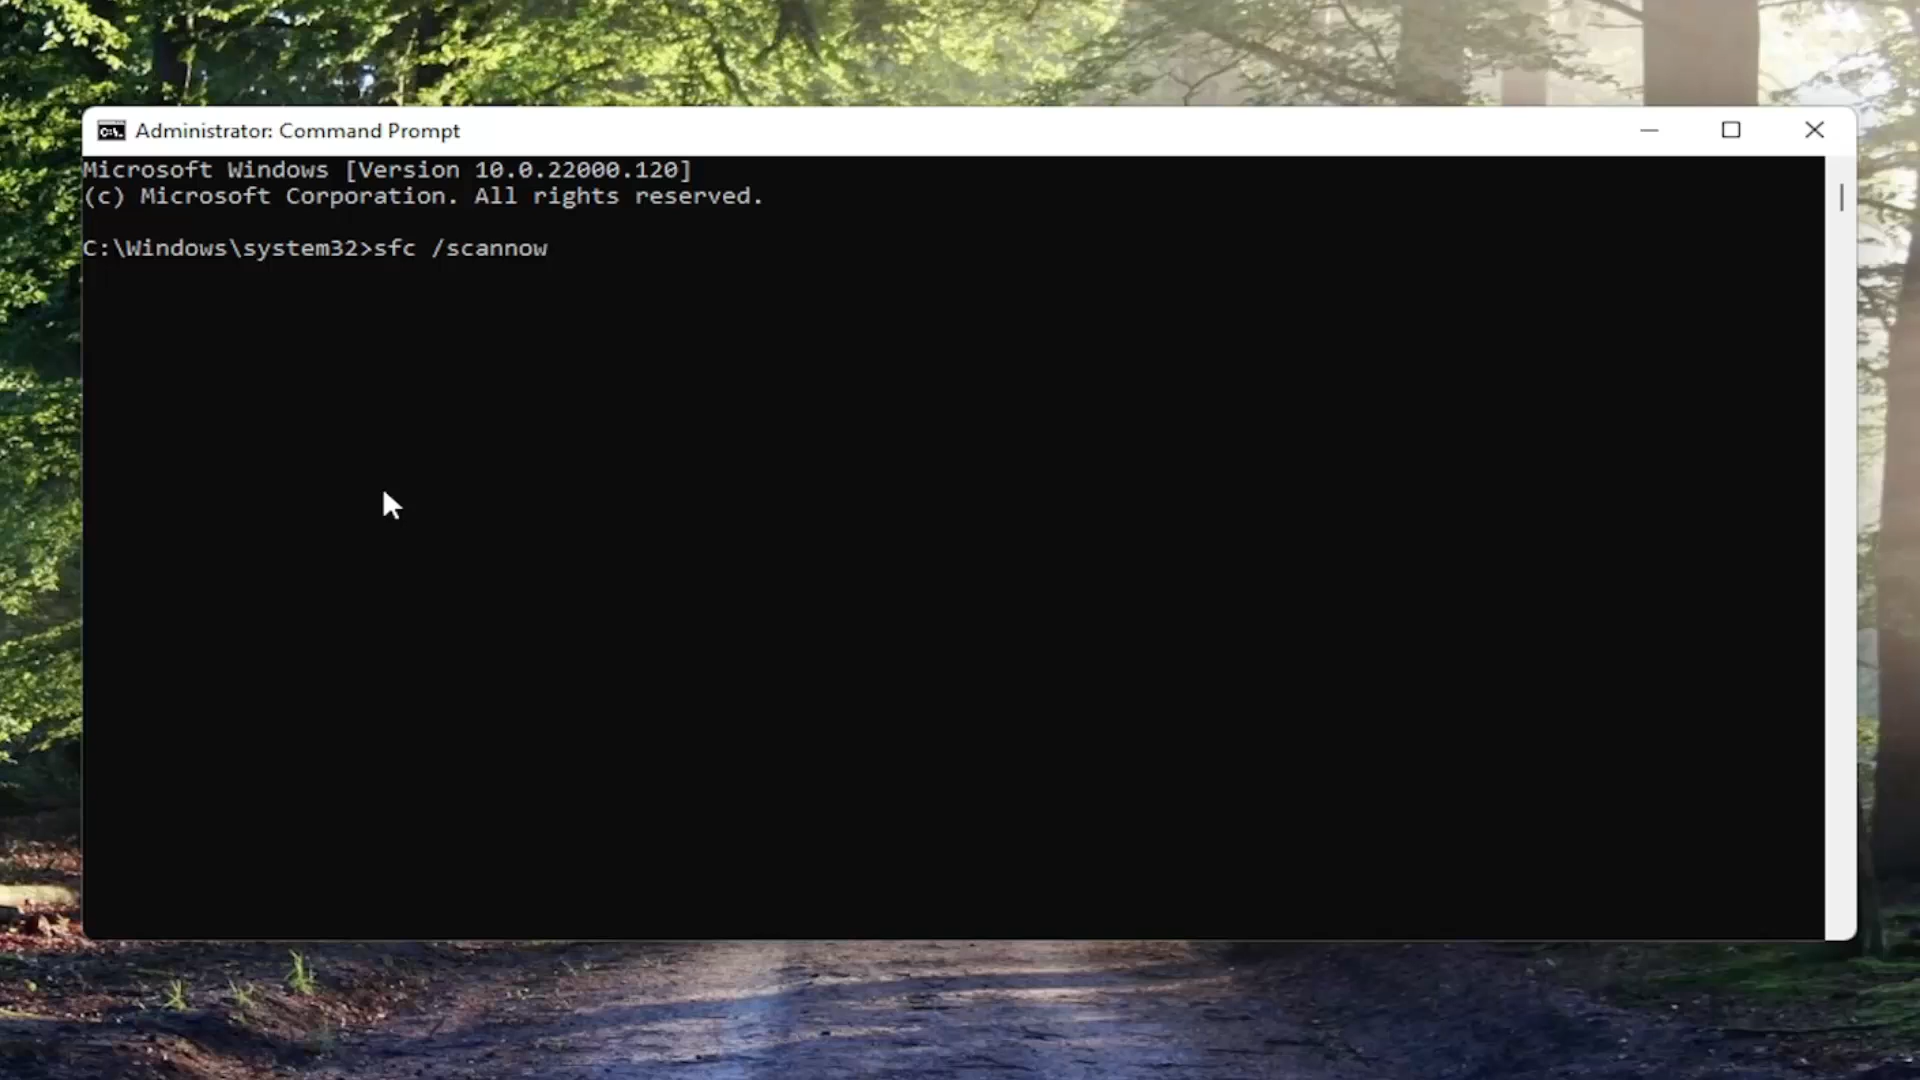 Administrator: Command Prompt
Microsoft Windows [Version 10.0.22000.120]
(c) Microsoft Corporation. All rights reserved.
C:\Windows\system32>sfc /scannow